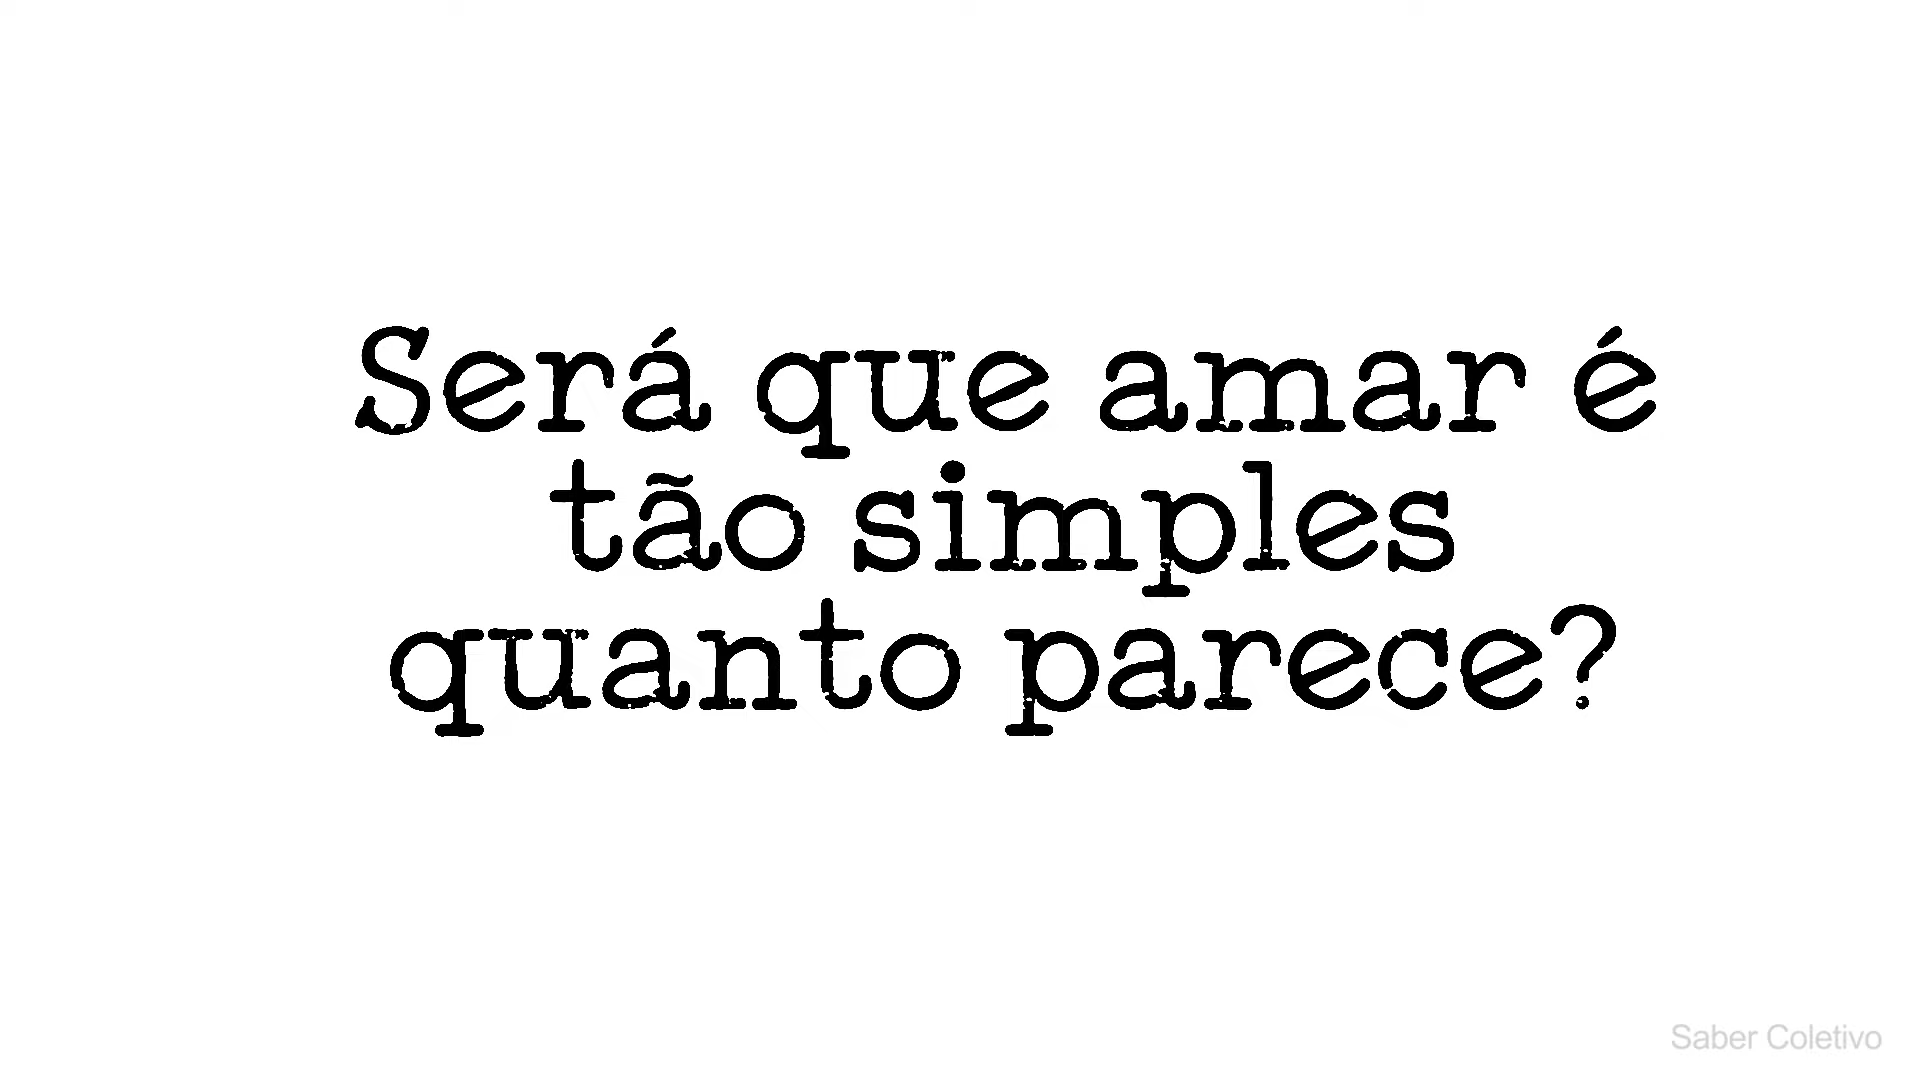 Será que amar é
tão simples
quanto parece?
Saber Coletivo